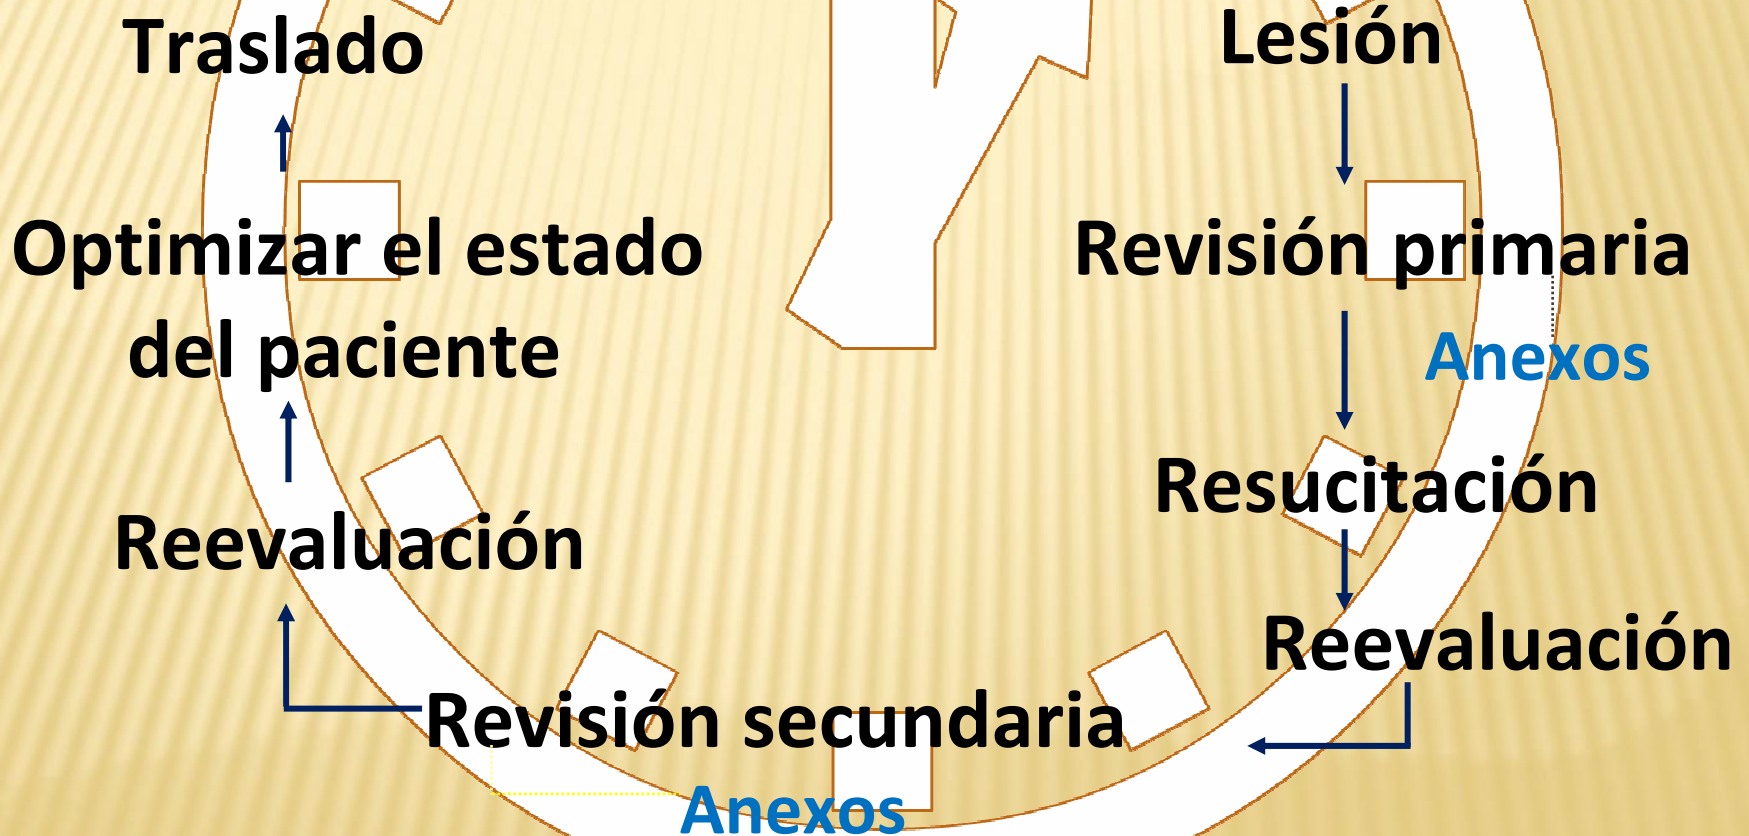 Traslado
Lesión
Optimizar el estado
del paciente
Revisión primaria
Anexos
Resucitación
Reevaluación
Reevaluación
Revisión secundaria
Anexos